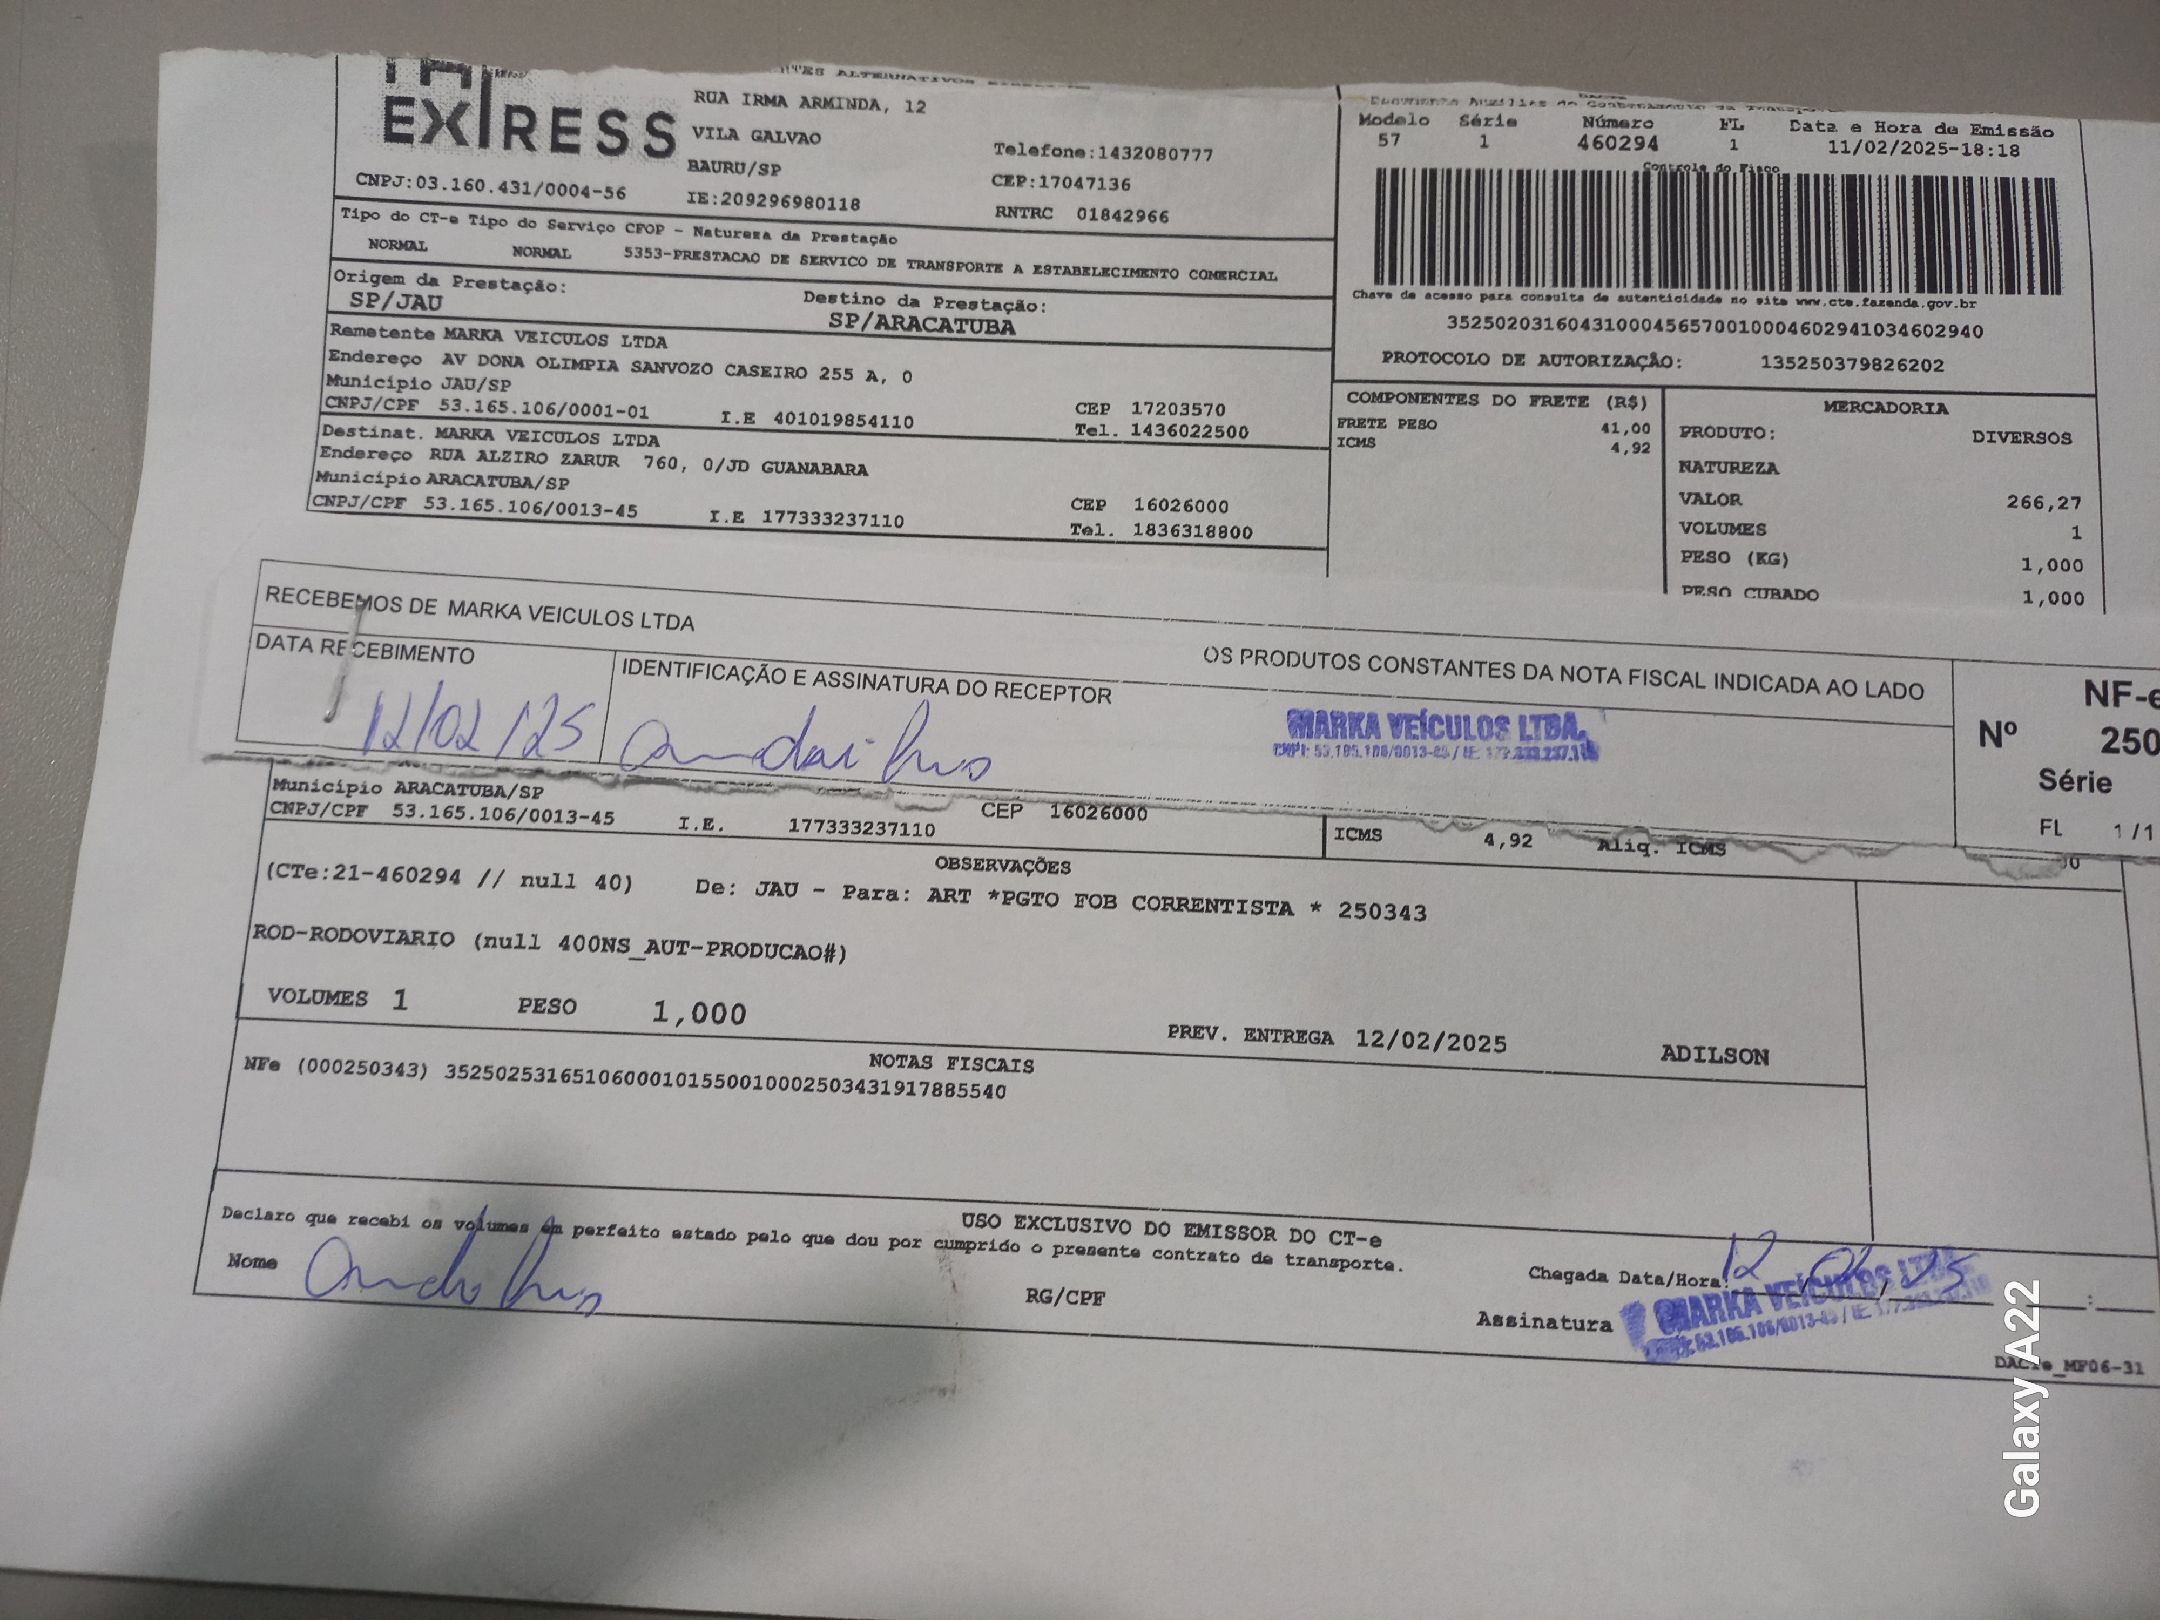 EXPRESS
RUA IRMA ARMINDA, 12
VILA GALVAO
BAURU/SP
Telefone:1432080777
CEP:17047136
CNPJ:03.160.431/0004-56
IE:209296980118
RNTRC 01842966
Tipo do CT-e Tipo do Serviço CFOP - Natureza da Prestação
NORMAL NORMAL 5353-PRESTACAO DE SERVICO DE TRANSPORTE A ESTABELECIMENTO COMERCIAL
Origem da Prestação:
SP/JAU
Destino da Prestação:
SP/ARACATUBA
Remetente MARKA VEICULOS LTDA
Endereço AV DONA OLIMPIA SANVOZO CASEIRO 255 A, 0
Município JAU/SP
CNPJ/CPF 53.165.106/0001-01 I.E 401019854110
CEP 17203570
Tel. 1436022500
Destinat. MARKA VEICULOS LTDA
Endereço RUA ALZIRO ZARUR 760, 0/JD GUANABARA
Município ARACATUBA/SP
CNPJ/CPF 53.165.106/0013-45 I.E 177333237110
CEP 16026000
Tel. 1836318800
Modelo Série Número FL Data e Hora de Emissão
57 1 460294 1 11/02/2025-18:18
Controle do Fisco
Chave de acesso para consulta de autenticidade no site www.cte.fazenda.gov.br
35250203160431000456570010004602941034602940
PROTOCOLO DE AUTORIZAÇÃO: 135250379826202
COMPONENTES DO FRETE (R$)
FRETE PESO 41,00
ICMS 4,92
MERCADORIA
PRODUTO: DIVERSOS
NATUREZA
VALOR 266,27
VOLUMES 1
PESO (KG) 1,000
PESO CUBADO 1,000
RECEBEMOS DE MARKA VEICULOS LTDA
OS PRODUTOS CONSTANTES DA NOTA FISCAL INDICADA AO LADO
DATA RECEBIMENTO
IDENTIFICAÇÃO E ASSINATURA DO RECEPTOR
12/02/25
MARKA VEÍCULOS LTDA.
NF-e
Nº 250
Série
FL 1/1
Município ARACATUBA/SP
CNPJ/CPF 53.165.106/0013-45 I.E. 177333237110 CEP 16026000
ICMS 4,92 Aliq. ICMS
OBSERVAÇÕES
(CTe:21-460294 // null 40) De: JAU - Para: ART *PGTO FOB CORRENTISTA * 250343
ROD-RODOVIARIO (null 400NS_AUT-PRODUCAO#)
VOLUMES 1 PESO 1,000
PREV. ENTREGA 12/02/2025 ADILSON
NOTAS FISCAIS
NFe (000250343) 35250253165106000101550010002503431917885540
USO EXCLUSIVO DO EMISSOR DO CT-e
Declaro que recebi os volumes em perfeito estado pelo que dou por cumprido o presente contrato de transporte.
Nome
RG/CPF
Chegada Data/Hora: 12 02 25
Assinatura
MARKA VEÍCULOS LTDA
DACTe_MF06-31
Galaxy A22